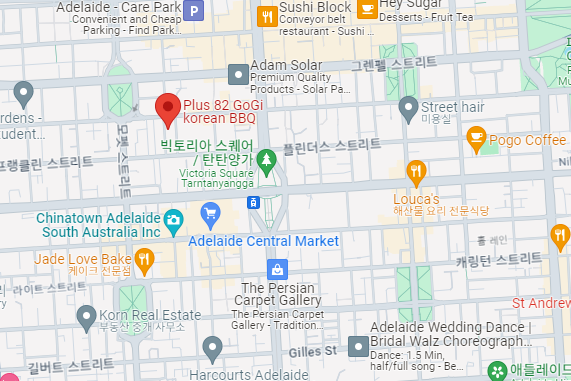 Adelaide - Care Park
Convenient and Cheap
Parking - Find Park...
Sushi Block
Conveyor belt
restaurant - Sushi ...
Hey Sugar
Desserts - Fruit Tea
Adam Solar
Premium Quality
Products - Solar Pa...
그렌펠 스트리트
Plus 82 GoGi
korean BBQ
Street hair
미용실
rdens -
tudent...
모펫 스트리트
빅토리아 스퀘어
/ 탄탄양가
Victoria Square
Tarntanyangga
플린더스 스트리트
Pogo Coffee
프랭클린 스트리트
Louca's
해산물 요리 전문식당
Chinatown Adelaide
South Australia Inc
Adelaide Central Market
홀 레인
캐링턴 스트리트
Jade Love Bake
케이크 전문점
라이트 스트리트
The Persian
Carpet Gallery
The Persian Carpet
Gallery - Tradition...
St Andrew
Korn Real Estate
부동산 중개 사무소
Adelaide Wedding Dance |
Bridal Walz Choreograph...
Dance: 1.5 Min,
half/full song - Be...
Gilles St
길버트 스트리트
Harcourts Adelaide
애들레이드